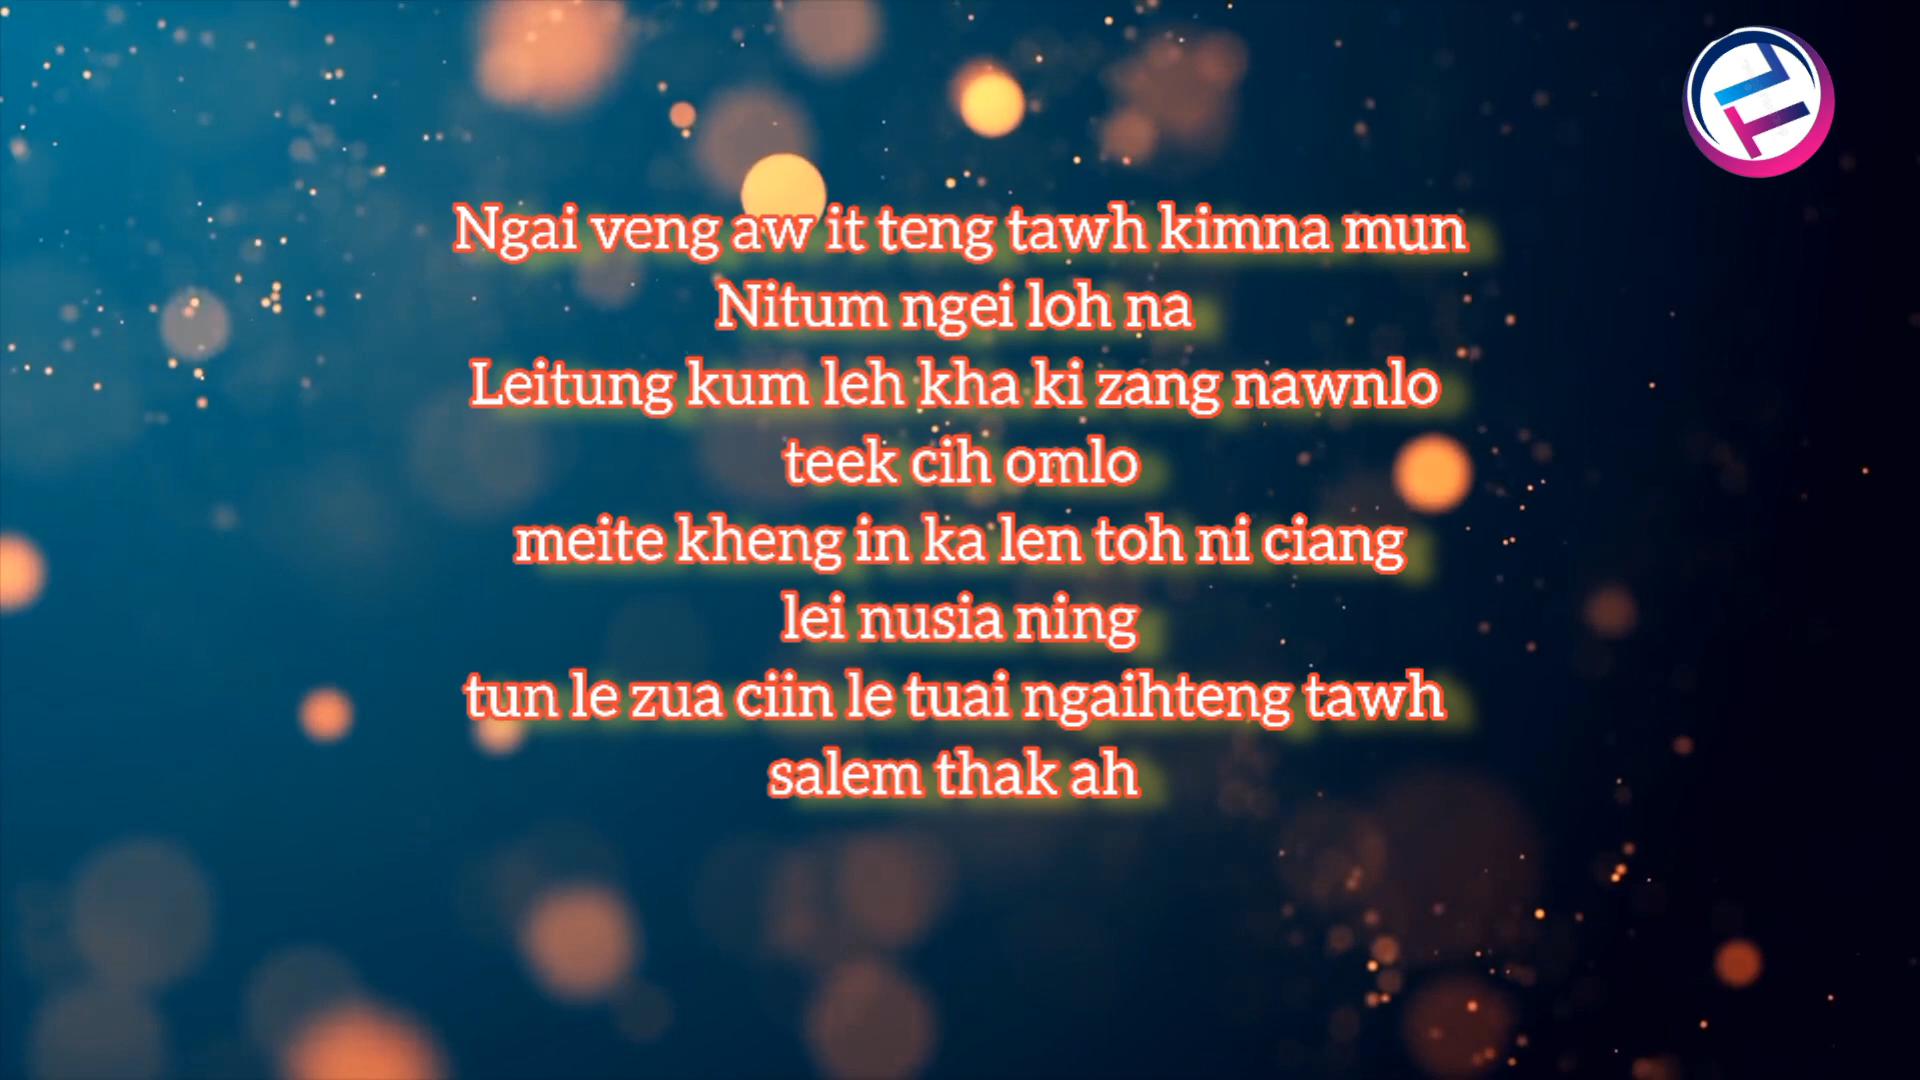 Ngai veng aw it teng tawh kimna mun
Nitum ngei loh na
Leitung kum leh kha ki zang nawnlo
teek cih omlo
meite kheng in ka len toh ni ciang
lei nusia ning
tun le zua ciin le tuai ngaihteng tawh
salem thak ah